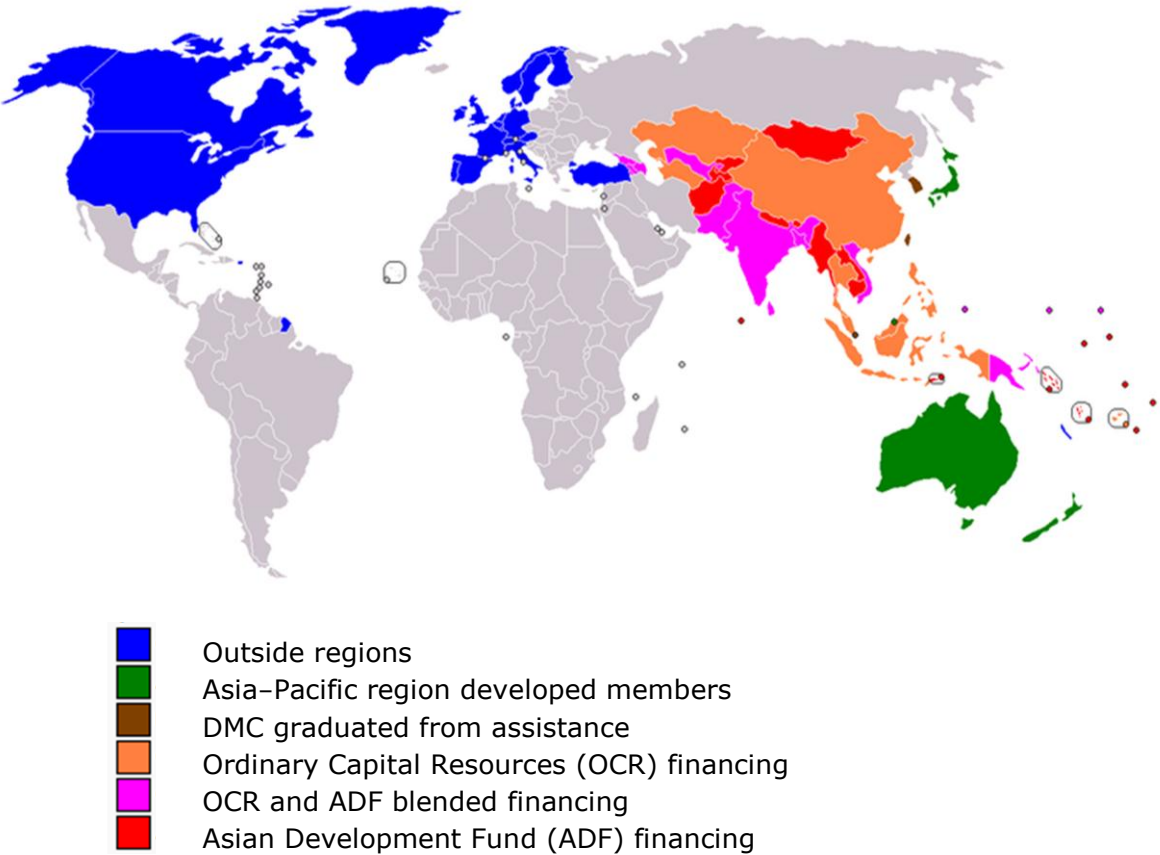 Outside regions
Asia–Pacific region developed members
DMC graduated from assistance
Ordinary Capital Resources (OCR) financing
OCR and ADF blended financing
Asian Development Fund (ADF) financing